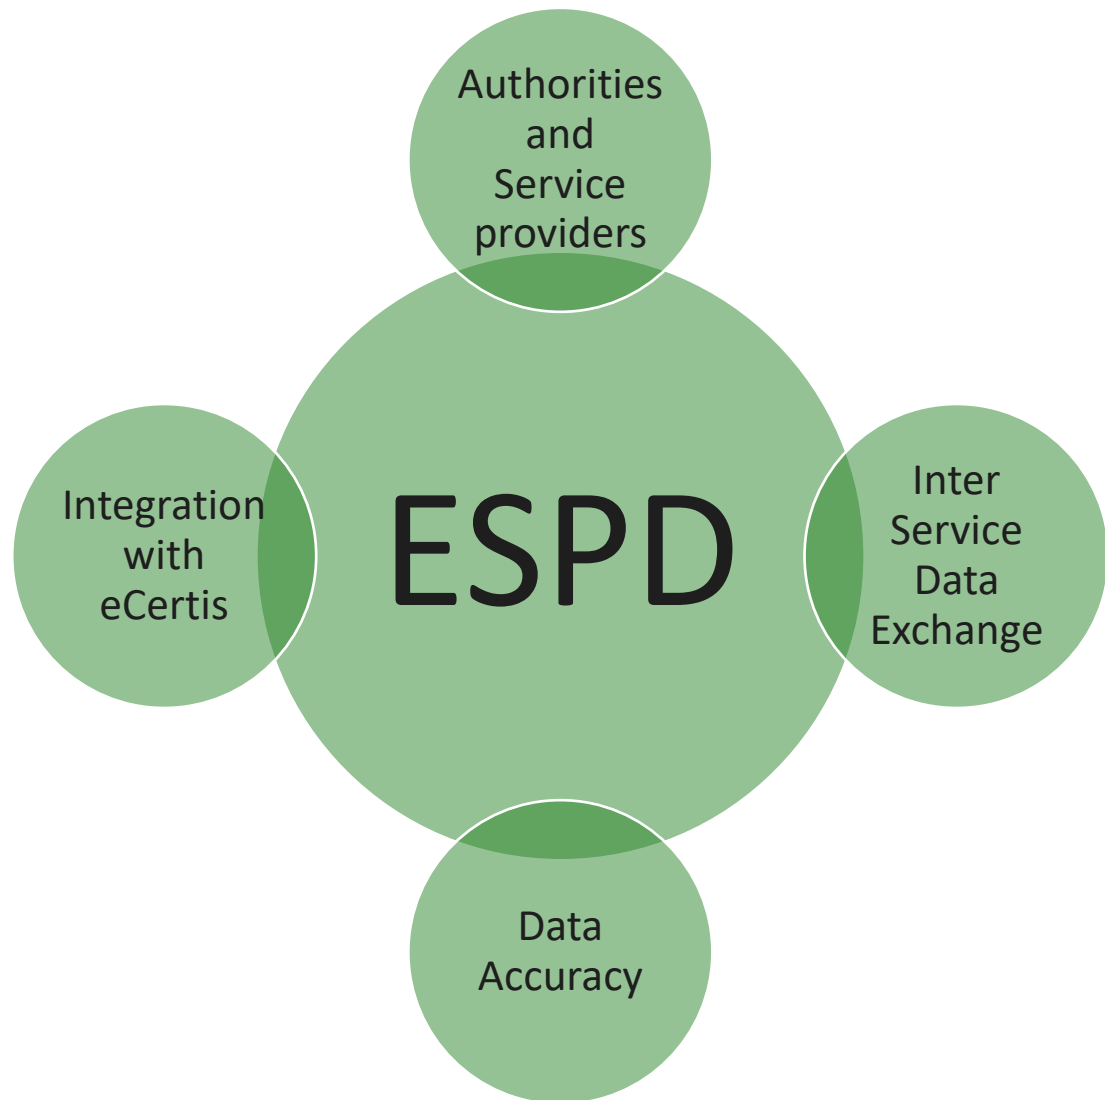 Authorities
and
Service
providers
Integration
with
eCertis
ESPD
Inter
Service
Data
Exchange
Data
Accuracy